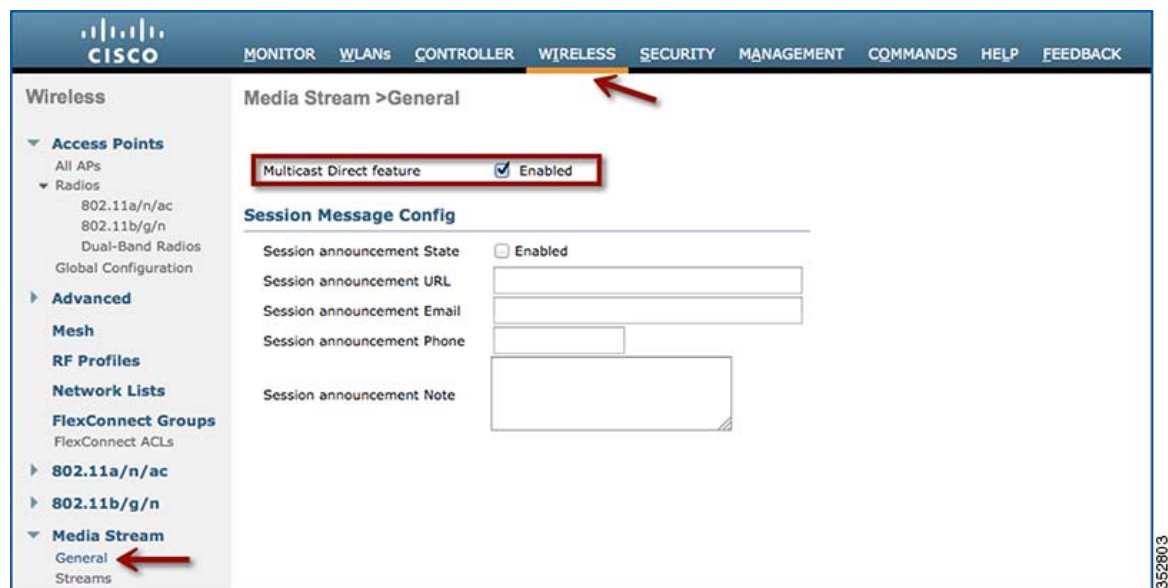 CISCO
MONITOR WLANs CONTROLLER WIRELESS SECURITY MANAGEMENT COMMANDS HELP FEEDBACK
Wireless
Access Points
All APs
Radios
802.11a/n/ac
802.11b/g/n
Dual-Band Radios
Global Configuration
Advanced
Mesh
RF Profiles
Network Lists
FlexConnect Groups
FlexConnect ACLs
802.11a/n/ac
802.11b/g/n
Media Stream
General
Streams
Media Stream >General
Multicast Direct feature Enabled
Session Message Config
Session announcement State Enabled
Session announcement URL
Session announcement Email
Session announcement Phone
Session announcement Note
352803